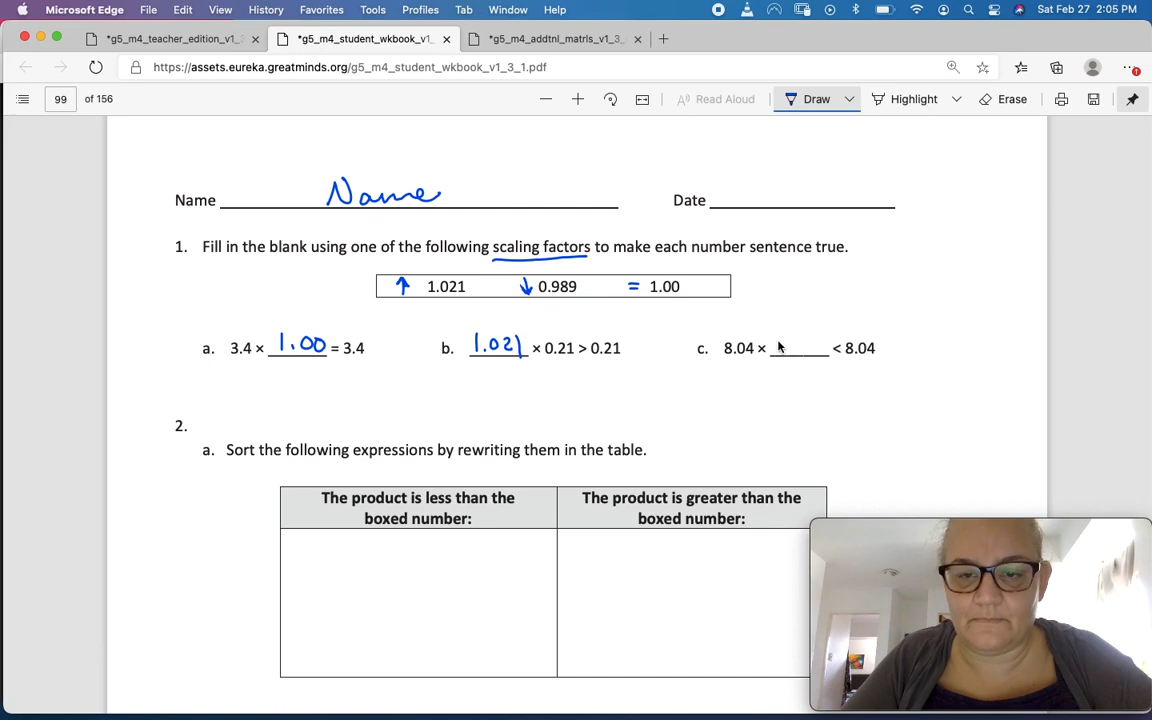 Microsoft Edge File Edit View History Favorites Tools Profiles Tab Window Help Sat Feb 27 2:05 PM
*g5_m4_teacher_edition_v1_ *g5_m4_student_wkbook_v1_ *g5_m4_addtnl_matrls_v1_3_
https://assets.eureka.greatminds.org/g5_m4_student_wkbook_v1_3_1.pdf
99 of 156 Read Aloud Draw Highlight Erase
Name Name Date
1. Fill in the blank using one of the following scaling factors to make each number sentence true.
↑ 1.021 ↓ 0.989 = 1.00
a. 3.4 × 1.00 = 3.4 b. 1.021 × 0.21 > 0.21 c. 8.04 × ______ < 8.04
2.
a. Sort the following expressions by rewriting them in the table.
The product is less than the boxed number:
The product is greater than the boxed number: